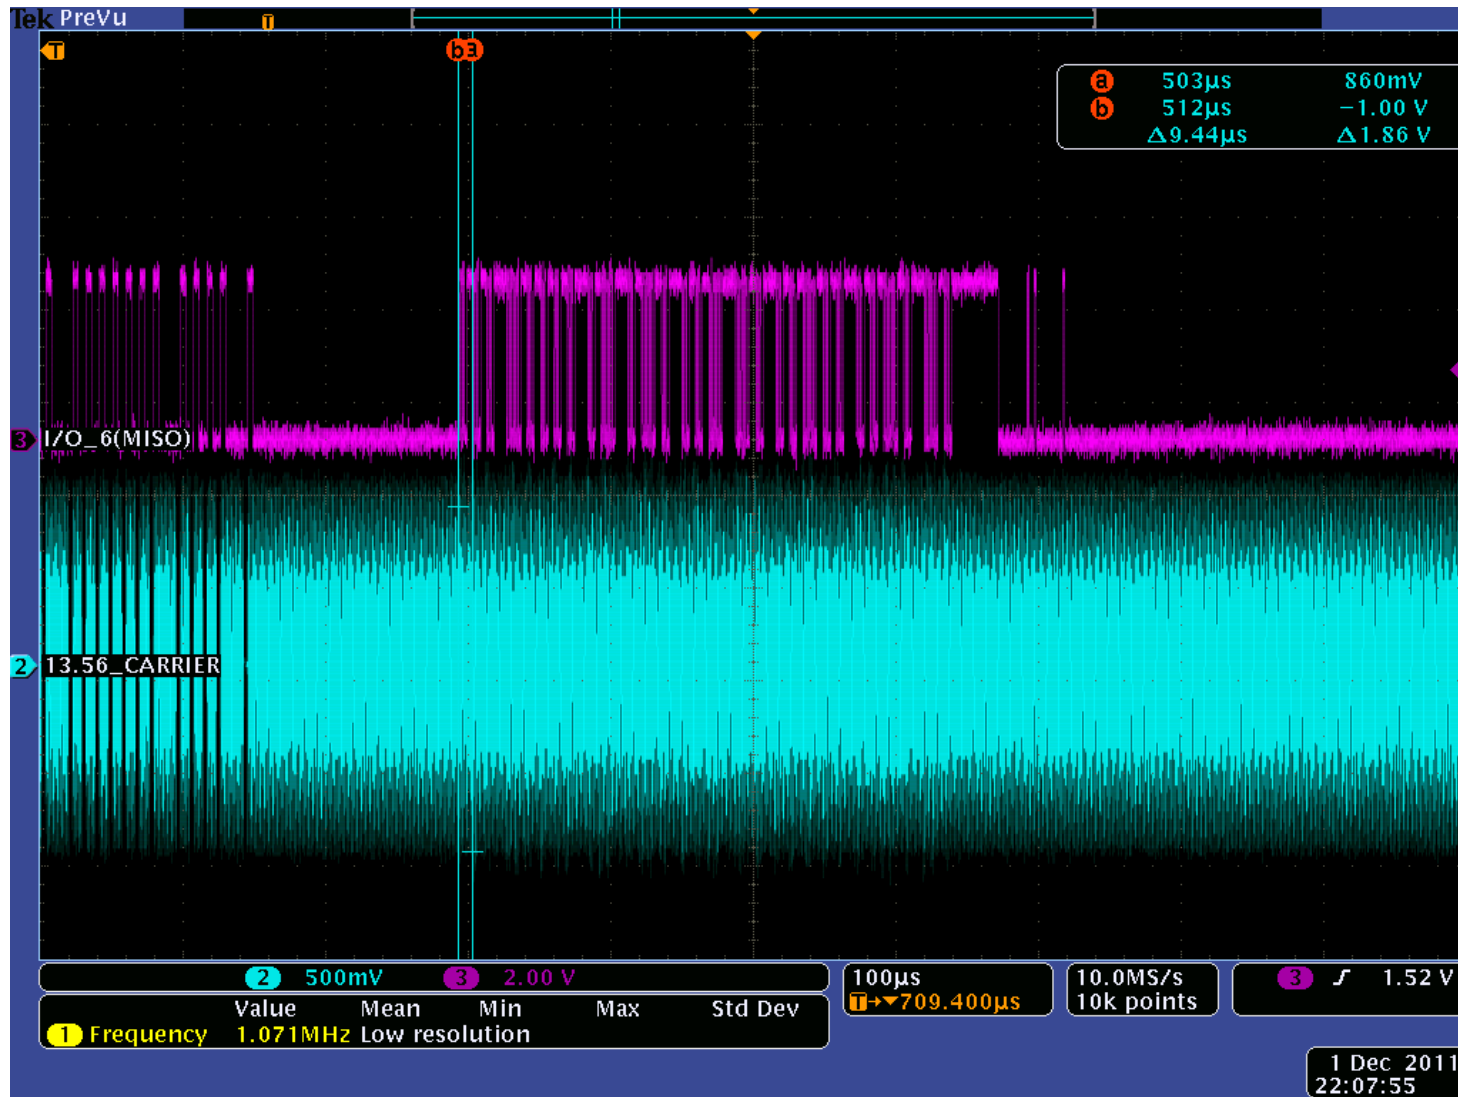 Tek PreVu
T
T
b a
a 503µs 860mV
b 512µs −1.00 V
Δ9.44µs Δ1.86 V
3 I/O_6(MISO)
2 13.56_CARRIER
2 500mV 3 2.00 V
100µs
T→▼709.400µs
10.0MS/s
10k points
3 1.52 V
Value Mean Min Max Std Dev
1 Frequency 1.071MHz Low resolution
1 Dec 2011
22:07:55